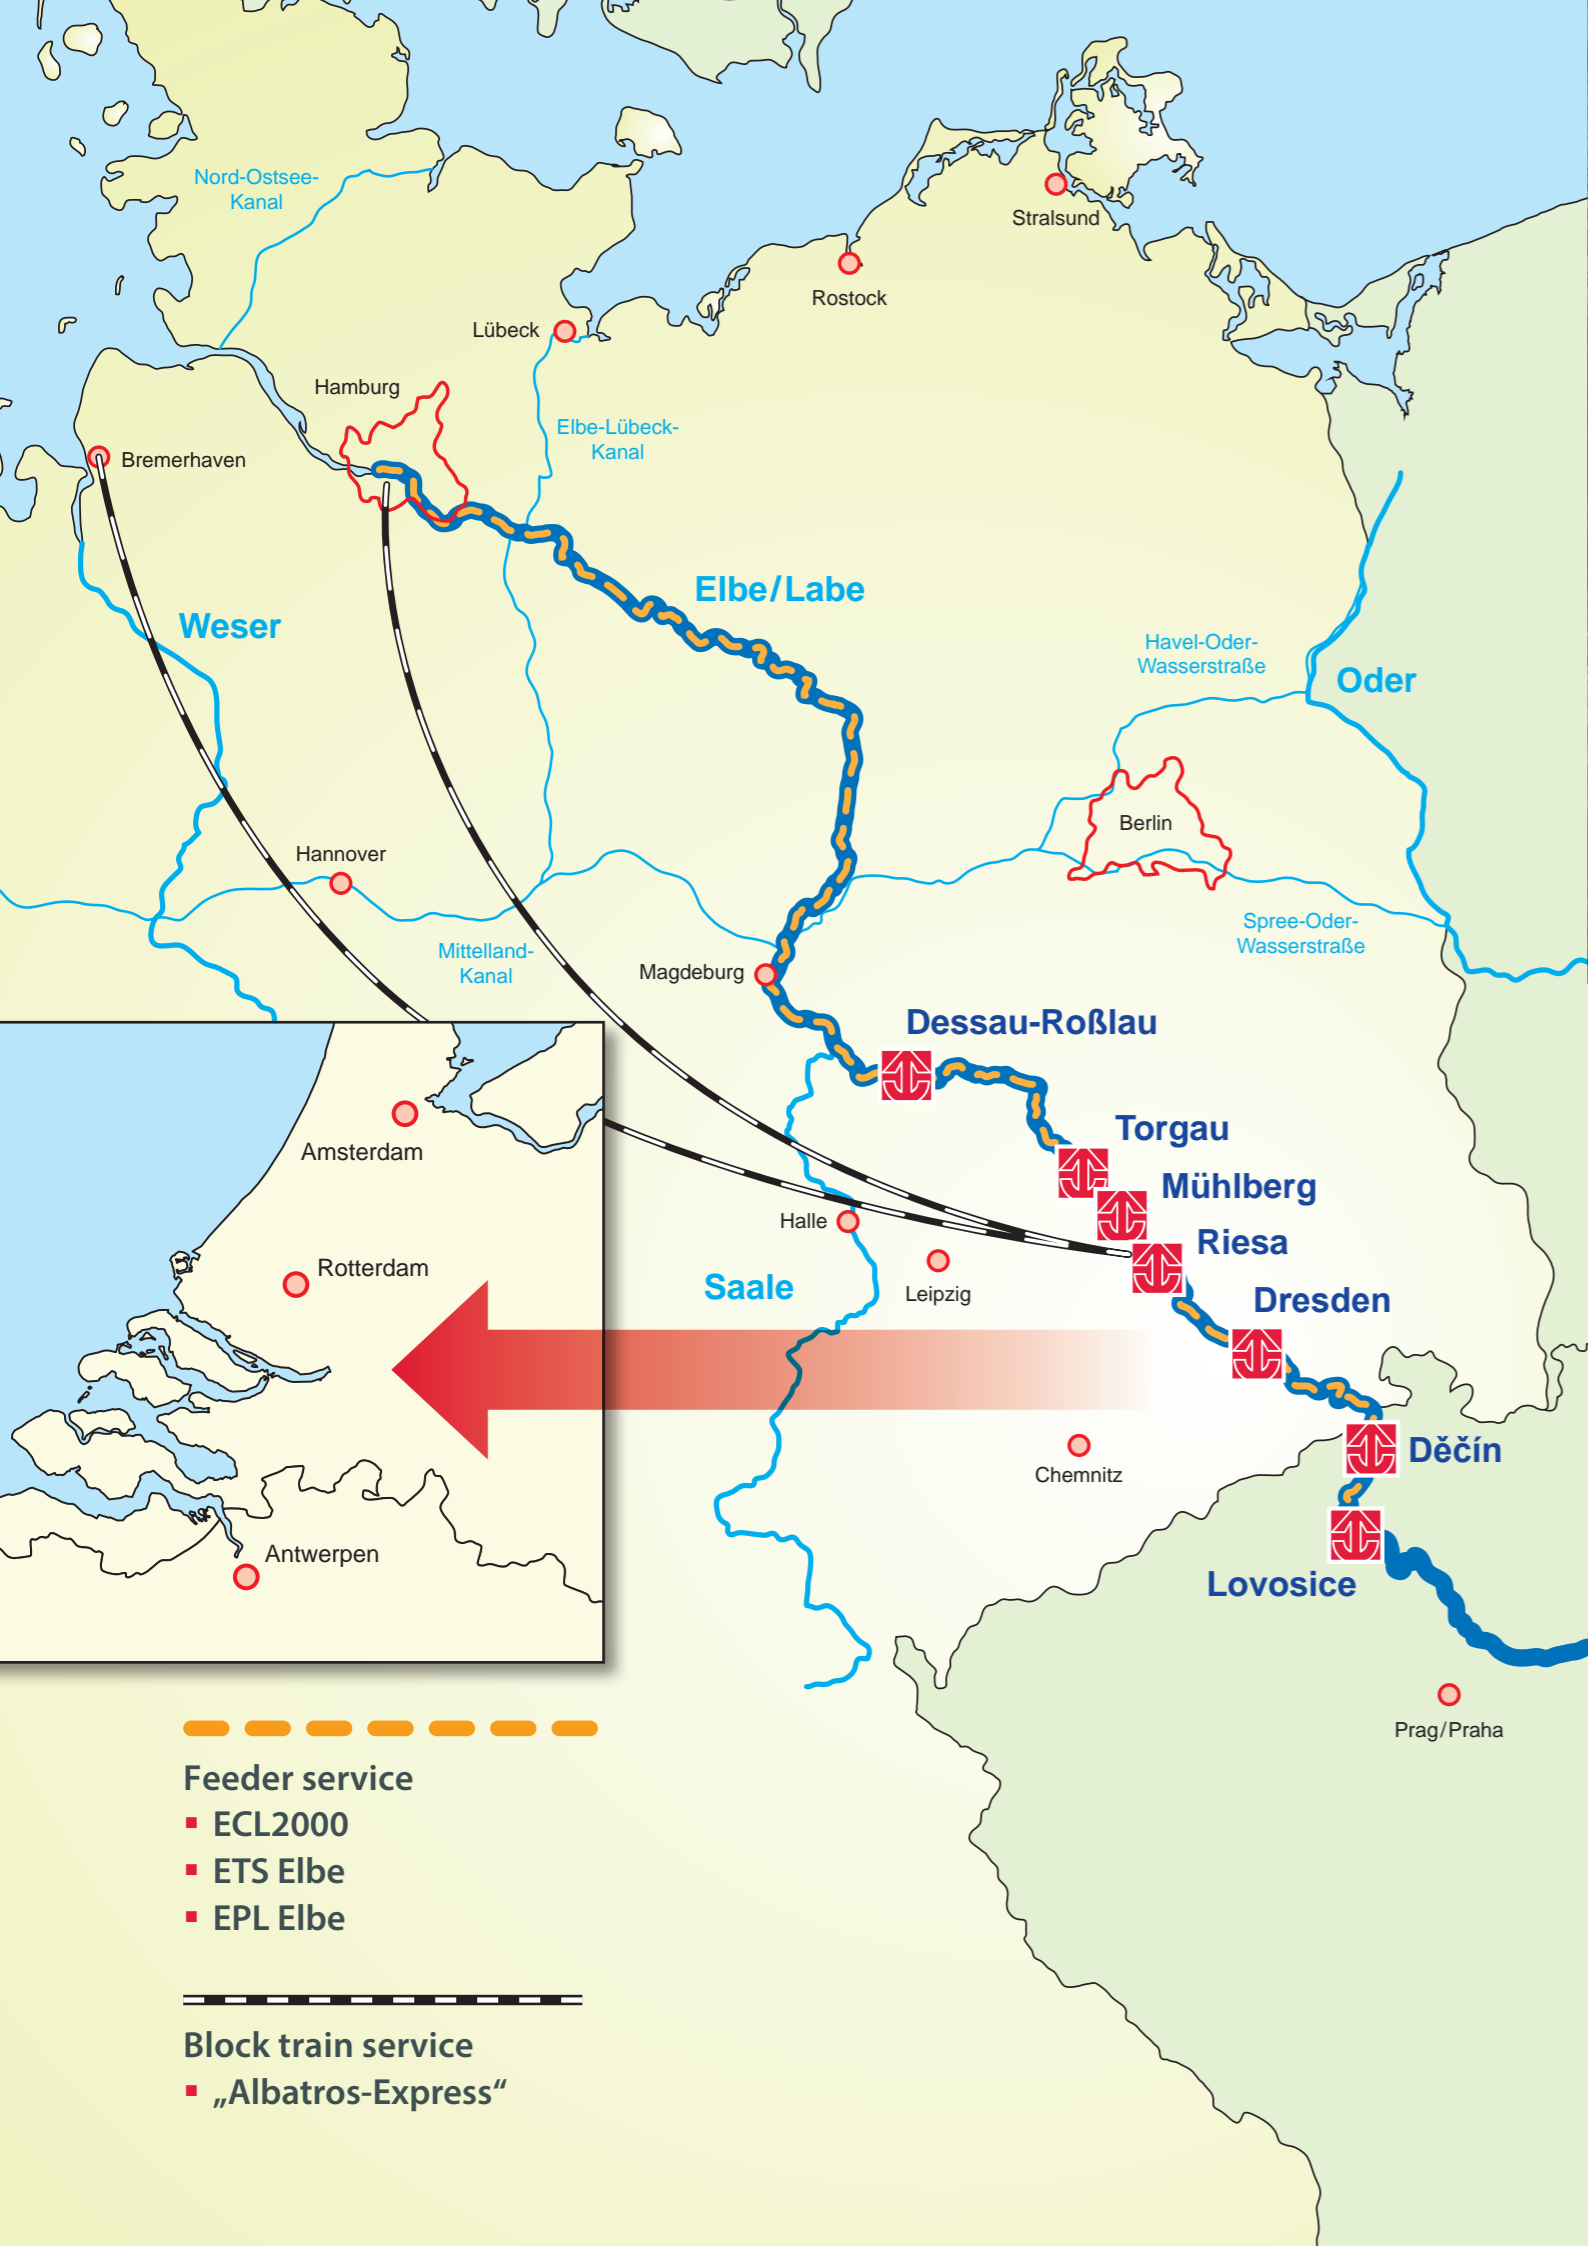 Nord-Ostsee-
Kanal
Stralsund
Rostock
Lübeck
Hamburg
Elbe-Lübeck-
Kanal
Bremerhaven
Elbe/Labe
Weser
Havel-Oder-
Wasserstraße
Oder
Berlin
Hannover
Spree-Oder-
Wasserstraße
Mittelland-
Kanal
Magdeburg
Dessau-Roßlau
Torgau
Amsterdam
Mühlberg
Halle
Riesa
Rotterdam
Saale
Leipzig
Dresden
Děčín
Chemnitz
Antwerpen
Lovosice
Prag/Praha
Feeder service
▪ ECL2000
▪ ETS Elbe
▪ EPL Elbe
Block train service
▪ „Albatros-Express“